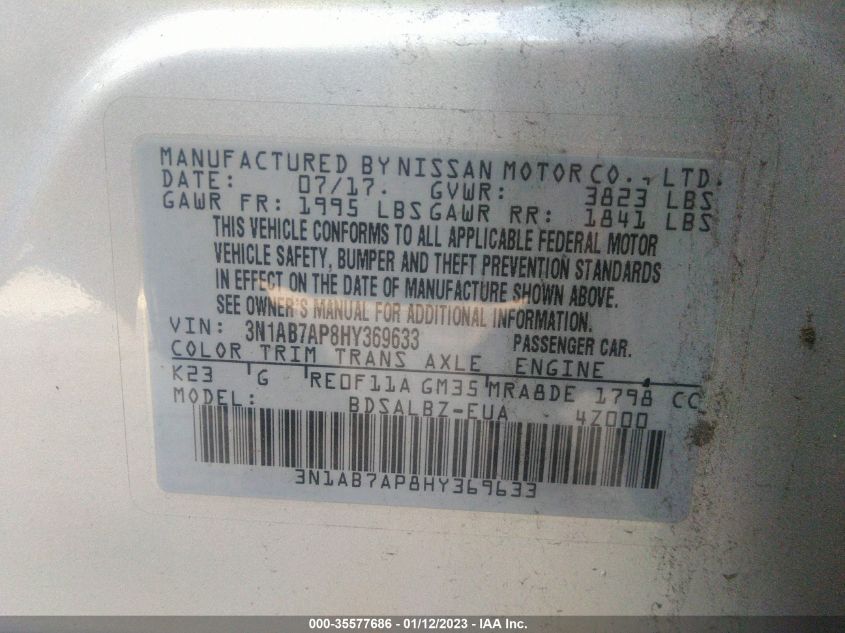 MANUFACTURED BY NISSAN MOTOR CO., LTD.
DATE: 07/17. GVWR: 3823 LBS
GAWR FR: 1995 LBS GAWR RR: 1841 LBS
THIS VEHICLE CONFORMS TO ALL APPLICABLE FEDERAL MOTOR
VEHICLE SAFETY, BUMPER AND THEFT PREVENTION STANDARDS
IN EFFECT ON THE DATE OF MANUFACTURE SHOWN ABOVE.
SEE OWNER'S MANUAL FOR ADDITIONAL INFORMATION.
VIN: 3N1AB7AP8HY369633 PASSENGER CAR.
COLOR TRIM TRANS AXLE ENGINE
K23 G RE0F11A GM35 MRA8DE 1798 CC
MODEL: BDSALBZ-EUA 4Z000
3N1AB7AP8HY369633
000-35577686 - 01/12/2023 - IAA Inc.